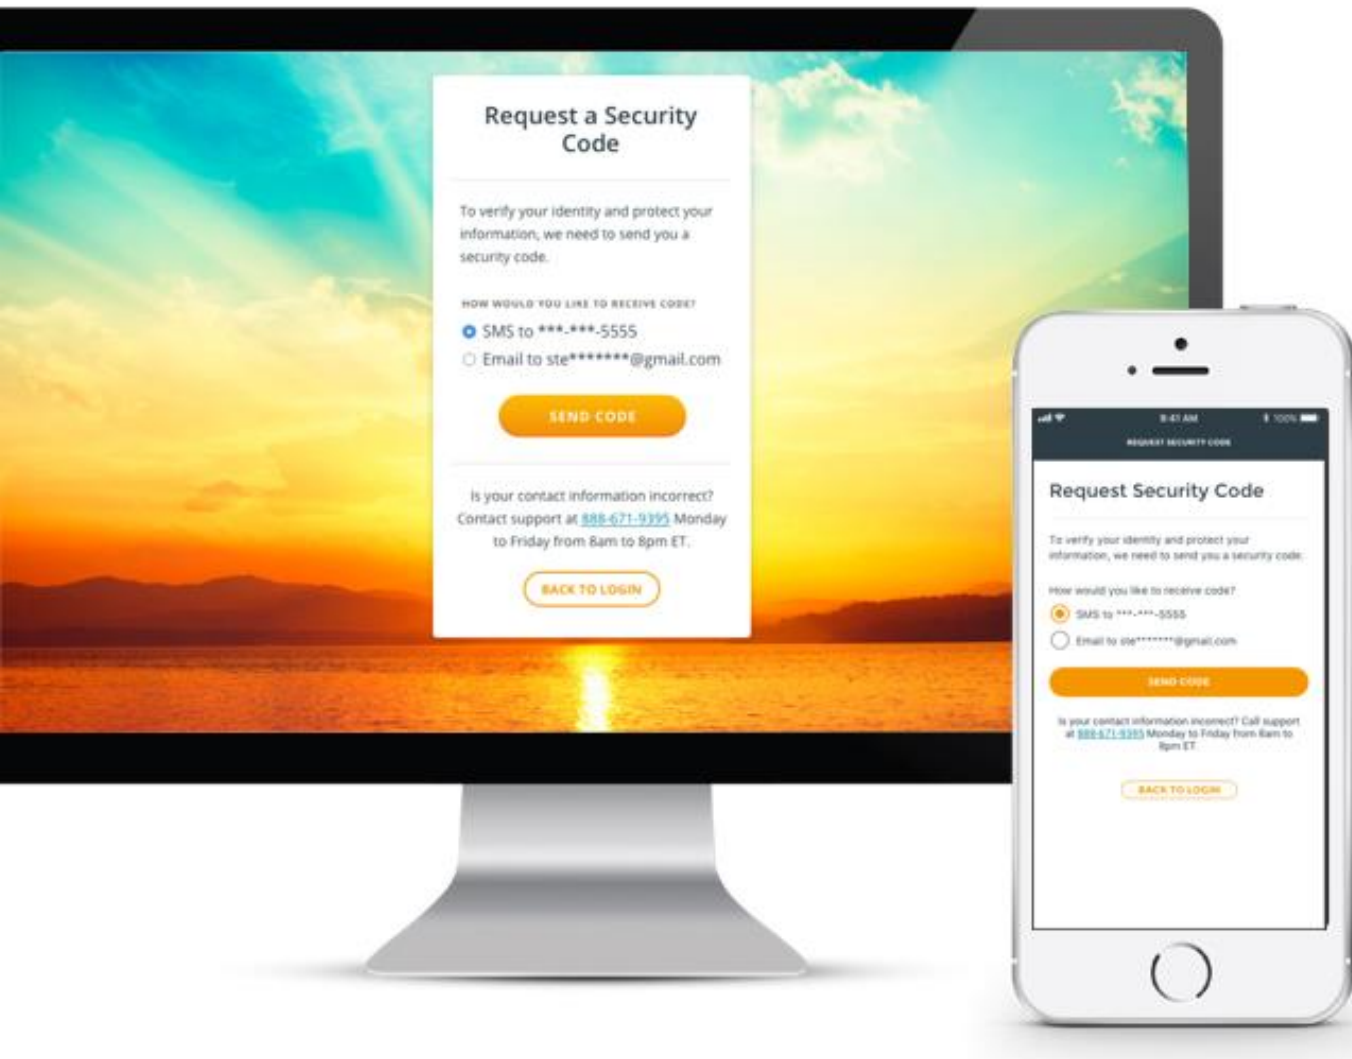 Request a Security
Code
To verify your identity and protect your
information, we need to send you a
security code.
HOW WOULD YOU LIKE TO RECEIVE CODE?
SMS to ***-***-5555
Email to ste*******@gmail.com
SEND CODE
Is your contact information incorrect?
Contact support at 888-671-9395 Monday
to Friday from 8am to 8pm ET.
BACK TO LOGIN
9:41 AM 100%
REQUEST SECURITY CODE
Request Security Code
To verify your identity and protect your
information, we need to send you a security code.
How would you like to receive code?
SMS to ***-***-5555
Email to ste*******@gmail.com
SEND CODE
Is your contact information incorrect? Call support
at 888-671-9395 Monday to Friday from 8am to
8pm ET
BACK TO LOGIN